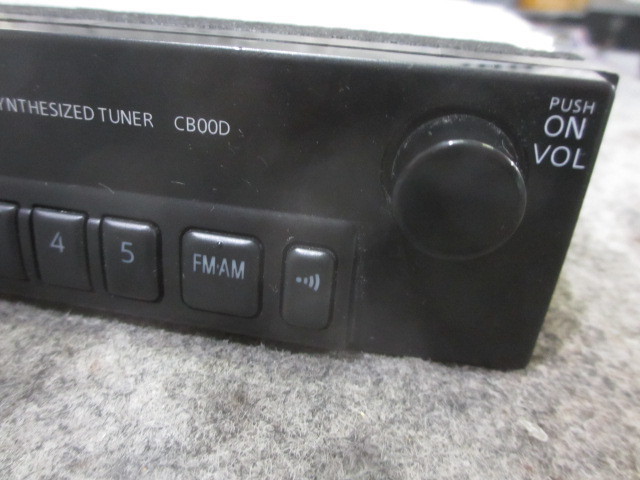 YNTHESIZED TUNER CB00D
PUSH
ON
VOL
4
5
FM·AM